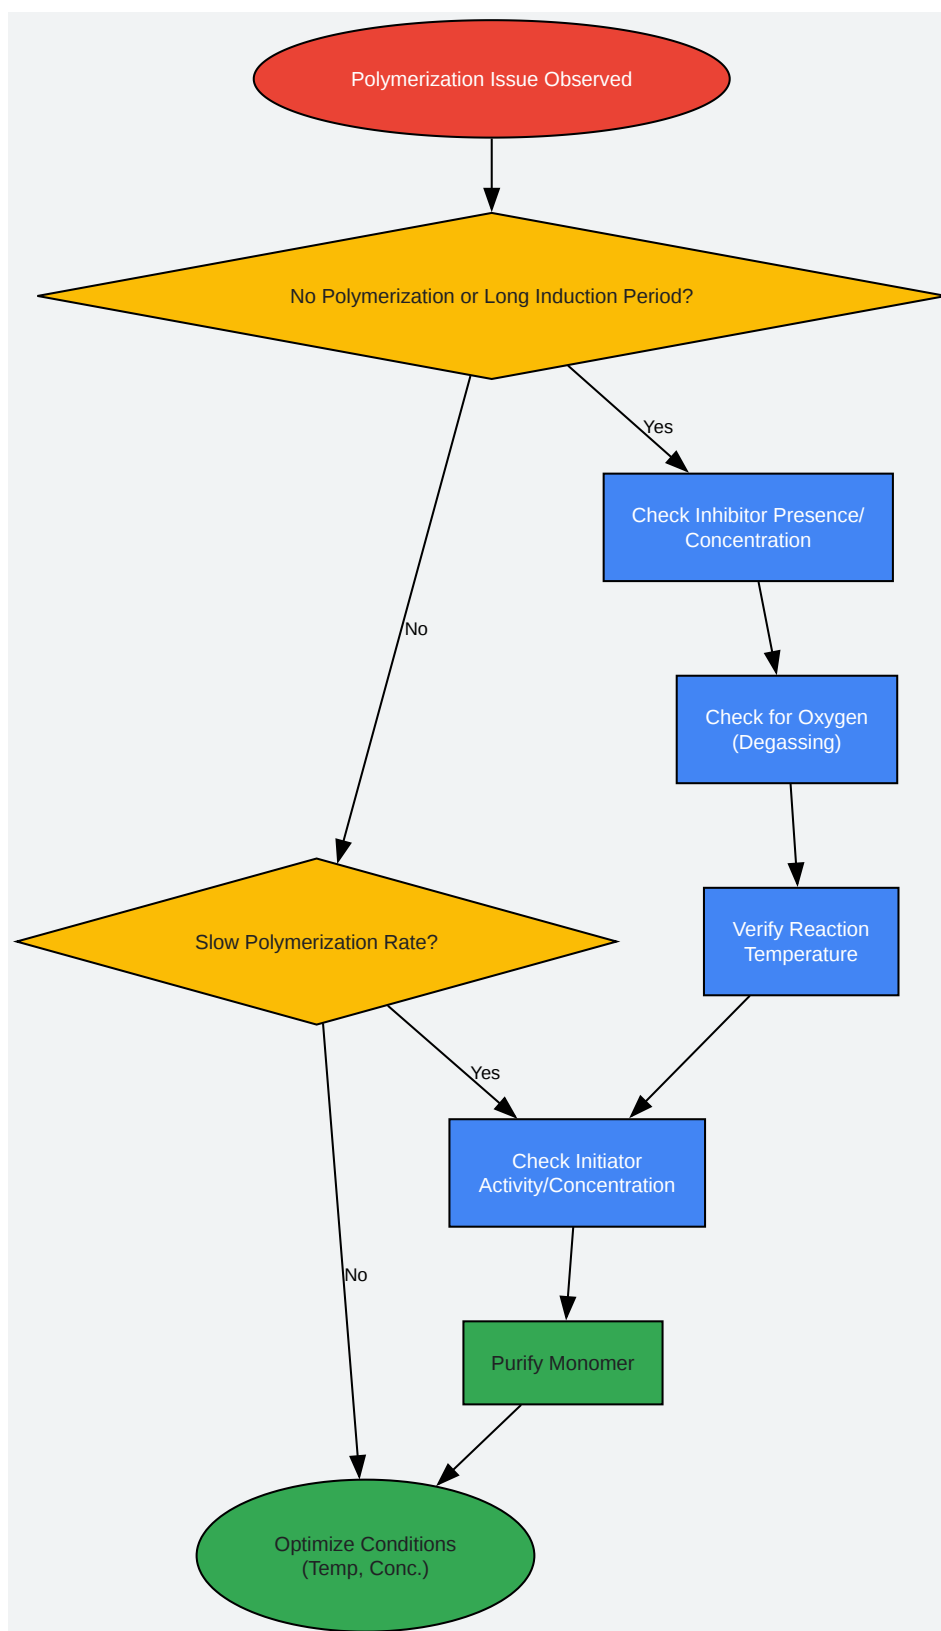 Polymerization Issue Observed
No Polymerization or Long Induction Period?
Yes
Check Inhibitor Presence/
Concentration
No
Check for Oxygen
(Degassing)
Verify Reaction
Temperature
Slow Polymerization Rate?
Yes
Check Initiator
Activity/Concentration
No
Purify Monomer
Optimize Conditions
(Temp, Conc.)